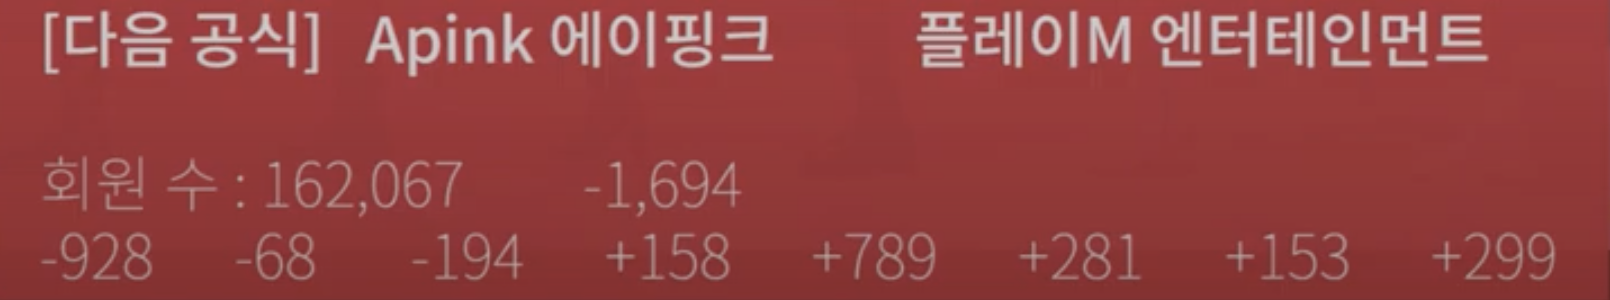 [다음 공식] Apink 에이핑크 플레이M 엔터테인먼트
회원 수 : 162,067 -1,694
-928 -68 -194 +158 +789 +281 +153 +299